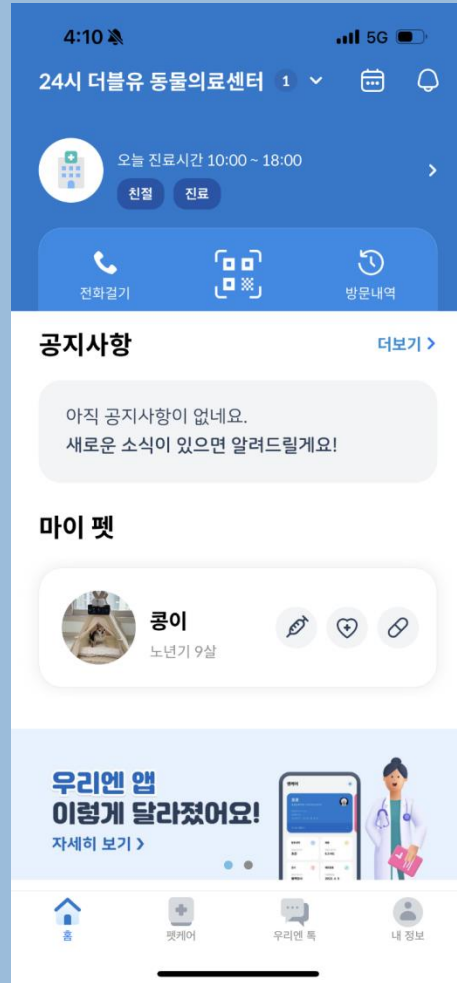 4:10
5G
24시 더블유 동물의료센터 1
오늘 진료시간 10:00 ~ 18:00
친절 진료
전화걸기
방문내역
공지사항
더보기
아직 공지사항이 없네요.
새로운 소식이 있으면 알려드릴게요!
마이 펫
콩이
노년기 9살
우리엔 앱
이렇게 달라졌어요!
자세히 보기
홈
펫케어
우리엔 톡
내 정보